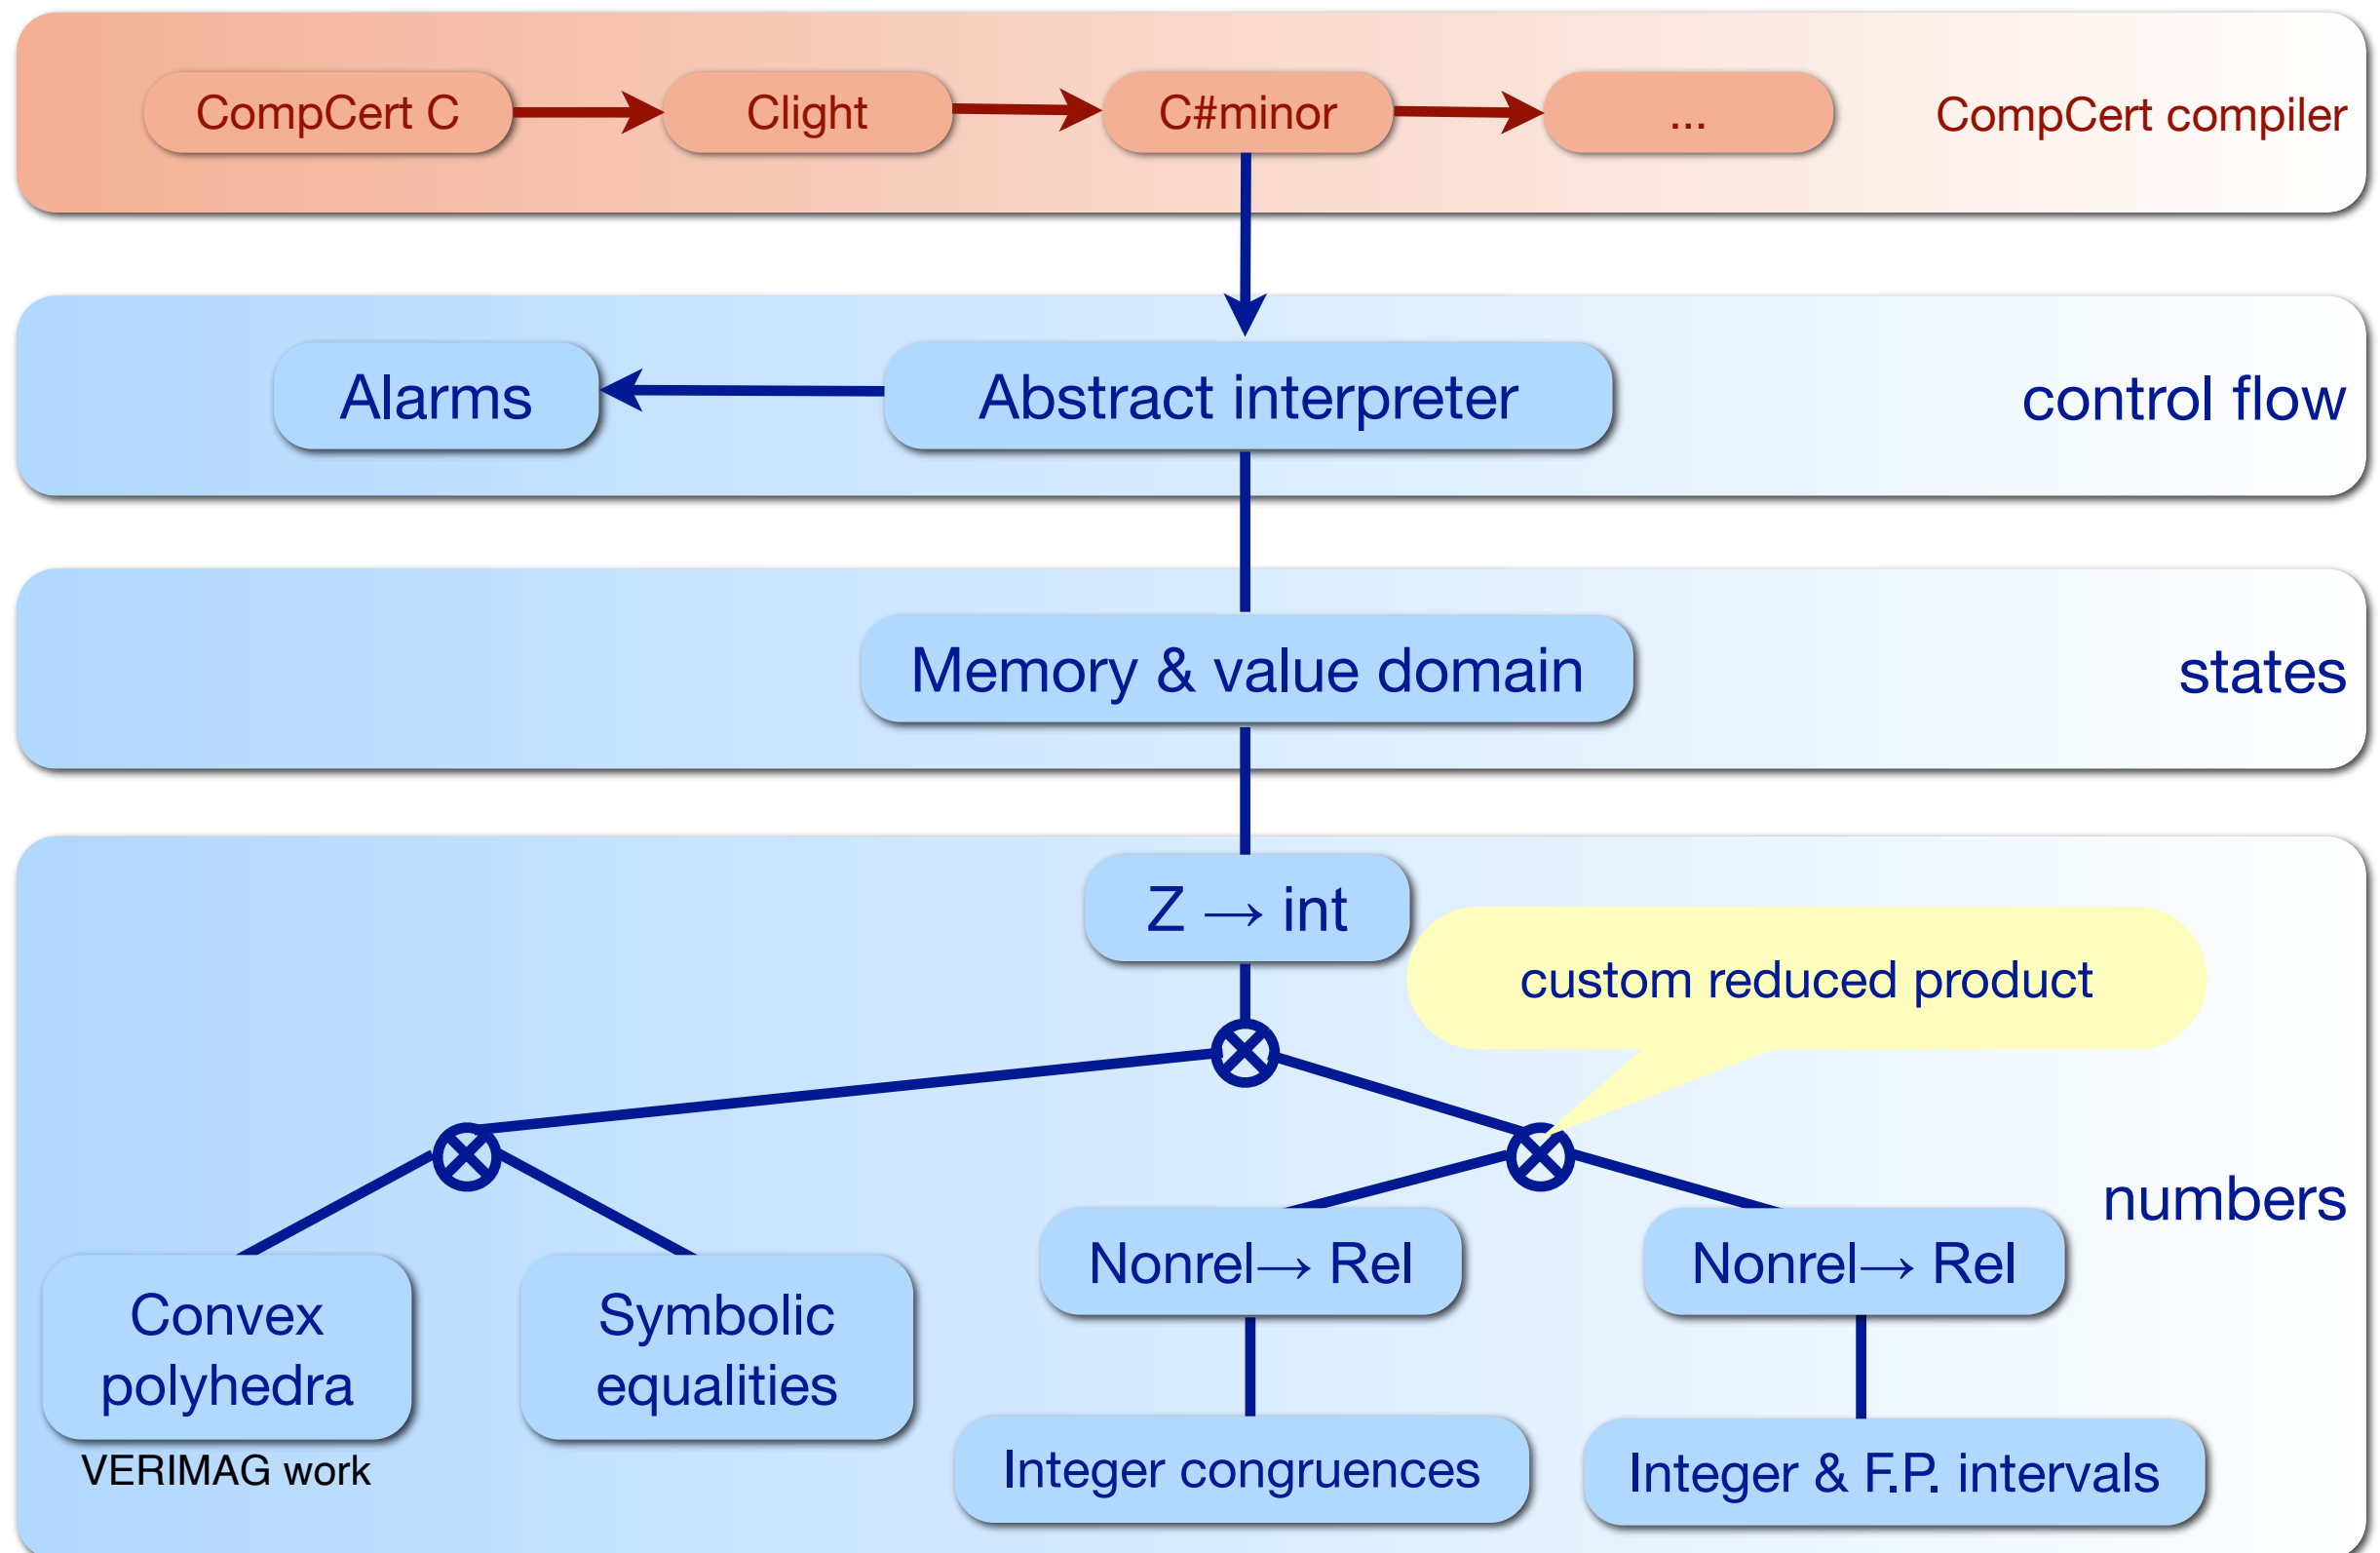 CompCert C
Clight
C#minor
...
CompCert compiler
Alarms
Abstract interpreter
control flow
Memory & value domain
states
Z → int
custom reduced product
numbers
Nonrel→ Rel
Nonrel→ Rel
Convex
polyhedra
Symbolic
equalities
VERIMAG work
Integer congruences
Integer & F.P. intervals